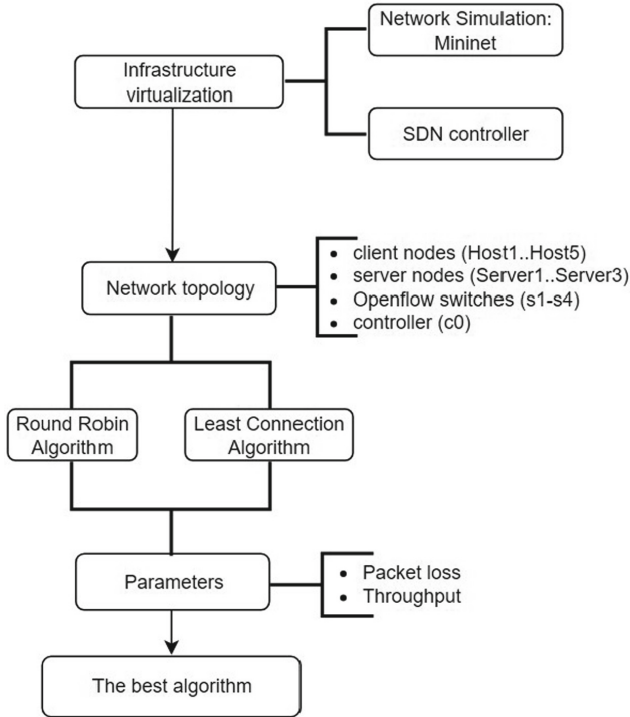 Network Simulation:
Mininet
Infrastructure
virtualization
SDN controller
• client nodes (Host1..Host5)
• server nodes (Server1..Server3)
• Openflow switches (s1-s4)
• controller (c0)
Network topology
Round Robin
Algorithm
Least Connection
Algorithm
Parameters
• Packet loss
• Throughput
The best algorithm